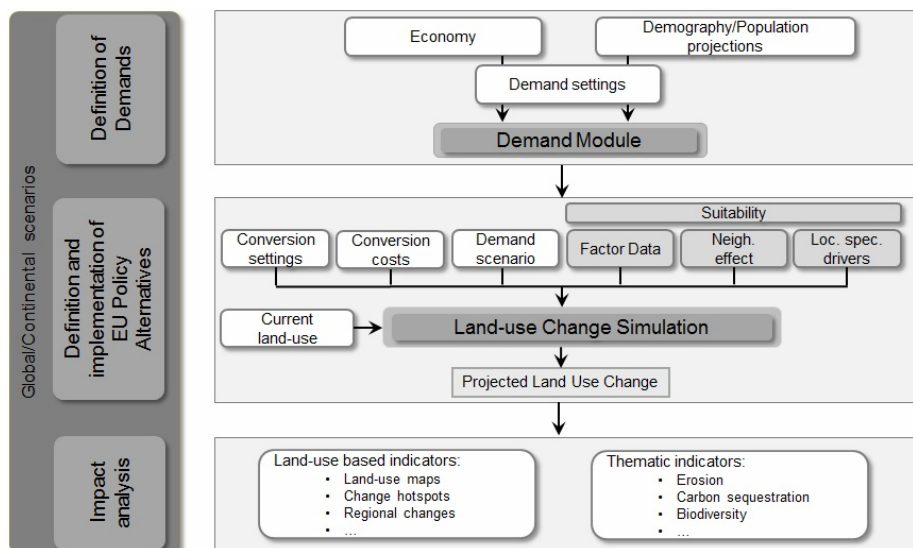 Global/Continental scenarios
Definition of
Demands
Definition and
implementation of
EU Policy
Alternatives
Impact
analysis
Economy
Demography/Population
projections
Demand settings
Demand Module
Suitability
Conversion
settings
Conversion
costs
Demand
scenario
Factor Data
Neigh.
effect
Loc. spec.
drivers
Current
land-use
Land-use Change Simulation
Projected Land Use Change
Land-use based indicators:
• Land-use maps
• Change hotspots
• Regional changes
• ...
Thematic indicators:
• Erosion
• Carbon sequestration
• Biodiversity
• ...